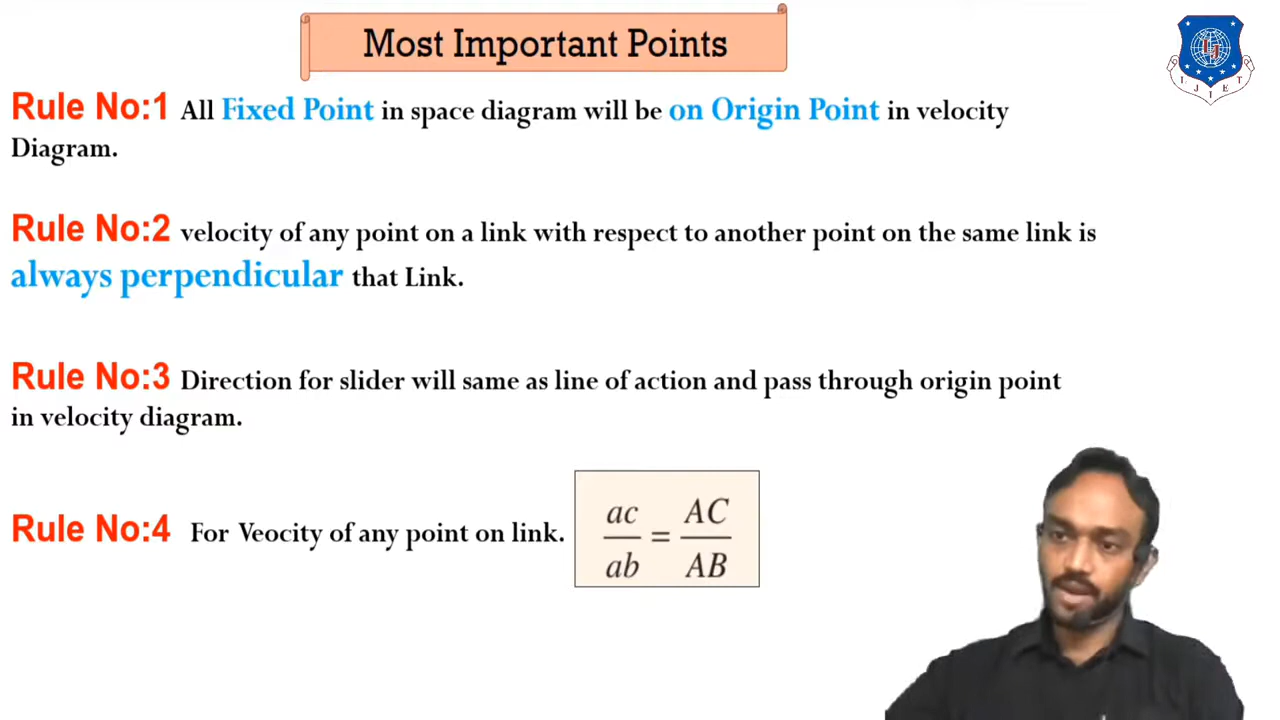 Most Important Points
Rule No:1 All Fixed Point in space diagram will be on Origin Point in velocity
Diagram.
Rule No:2 velocity of any point on a link with respect to another point on the same link is
always perpendicular that Link.
Rule No:3 Direction for slider will same as line of action and pass through origin point
in velocity diagram.
Rule No:4 For Veocity of any point on link.
ac/ab = AC/AB
L J I E T